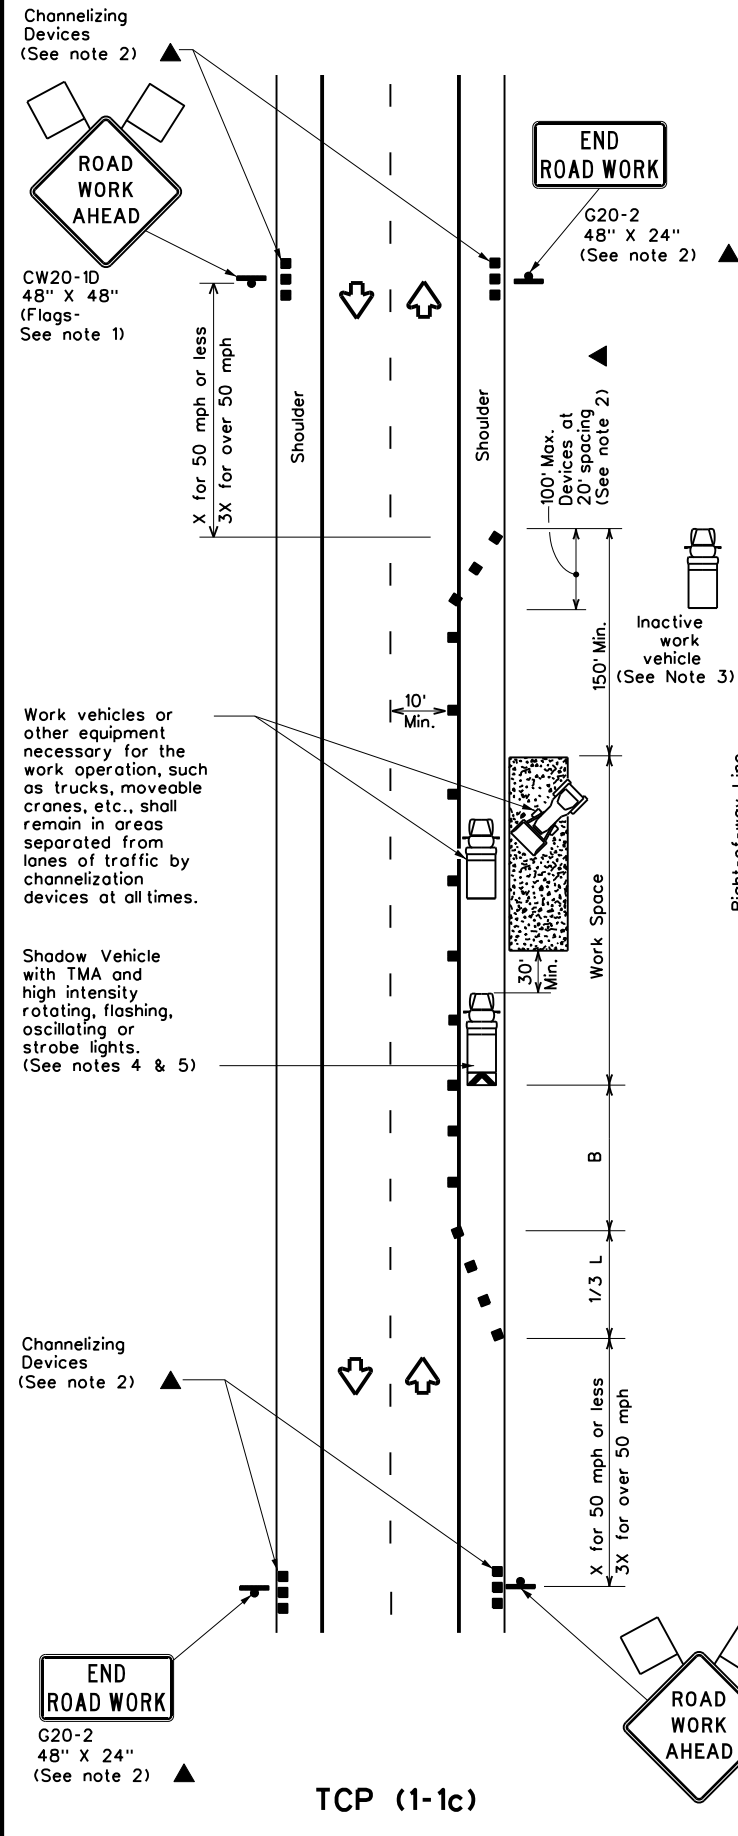 Channelizing
Devices
(See note 2)
ROAD
WORK
AHEAD
CW20-1D
48" X 48"
(Flags-
See note 1)
END
ROAD WORK
G20-2
48" X 24"
(See note 2)
X for 50 mph or less
3X for over 50 mph
Shoulder
Shoulder
100' Max.
Devices at
20' spacing
(See note 2)
150' Min.
Inactive
work
vehicle
(See Note 3)
10'
Min.
Work vehicles or
other equipment
necessary for the
work operation, such
as trucks, moveable
cranes, etc., shall
remain in areas
separated from
lanes of traffic by
channelization
devices at all times.
Work Space
30'
Min.
Shadow Vehicle
with TMA and
high intensity
rotating, flashing,
oscillating or
strobe lights.
(See notes 4 & 5)
B
1/3 L
Channelizing
Devices
(See note 2)
X for 50 mph or less
3X for over 50 mph
END
ROAD WORK
G20-2
48" X 24"
(See note 2)
ROAD
WORK
AHEAD
TCP (1-1c)